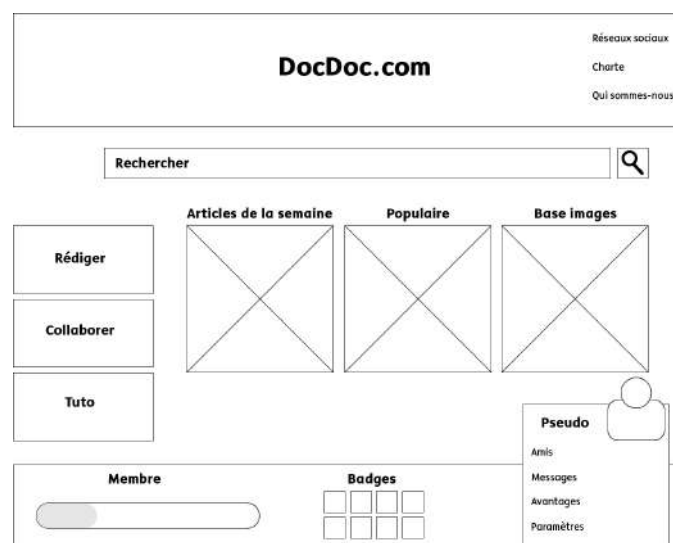 Réseaux sociaux
DocDoc.com
Charte
Qui sommes-nous
Rechercher
Articles de la semaine
Populaire
Base images
Rédiger
Collaborer
Tuto
Pseudo
Amis
Membre
Badges
Messages
Avantages
Paramètres